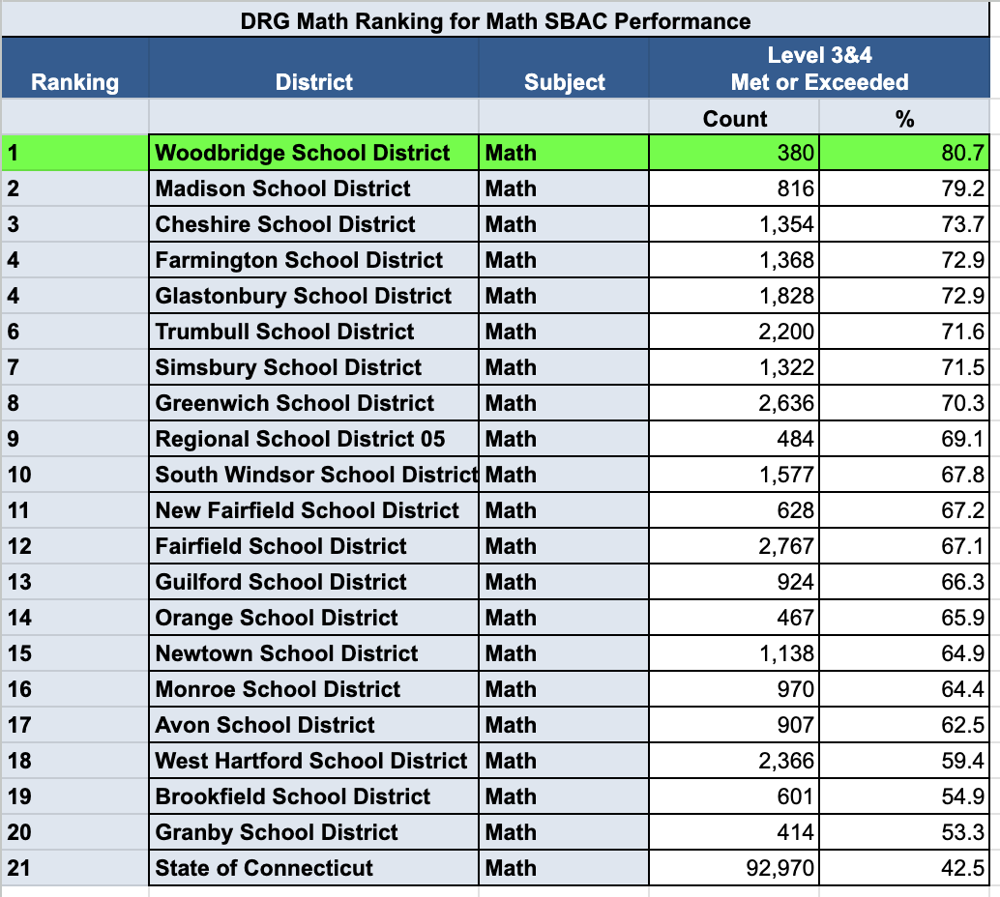 DRG Math Ranking for Math SBAC Performance
Ranking District Subject Level 3&4 Met or Exceeded
Count %
1 Woodbridge School District Math 380 80.7
2 Madison School District Math 816 79.2
3 Cheshire School District Math 1,354 73.7
4 Farmington School District Math 1,368 72.9
4 Glastonbury School District Math 1,828 72.9
6 Trumbull School District Math 2,200 71.6
7 Simsbury School District Math 1,322 71.5
8 Greenwich School District Math 2,636 70.3
9 Regional School District 05 Math 484 69.1
10 South Windsor School District Math 1,577 67.8
11 New Fairfield School District Math 628 67.2
12 Fairfield School District Math 2,767 67.1
13 Guilford School District Math 924 66.3
14 Orange School District Math 467 65.9
15 Newtown School District Math 1,138 64.9
16 Monroe School District Math 970 64.4
17 Avon School District Math 907 62.5
18 West Hartford School District Math 2,366 59.4
19 Brookfield School District Math 601 54.9
20 Granby School District Math 414 53.3
21 State of Connecticut Math 92,970 42.5